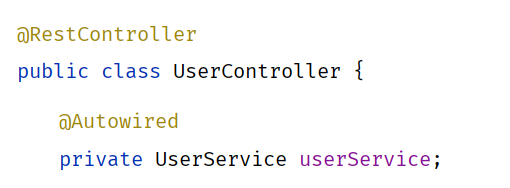 @RestController
public class UserController {
@Autowired
private UserService userService;